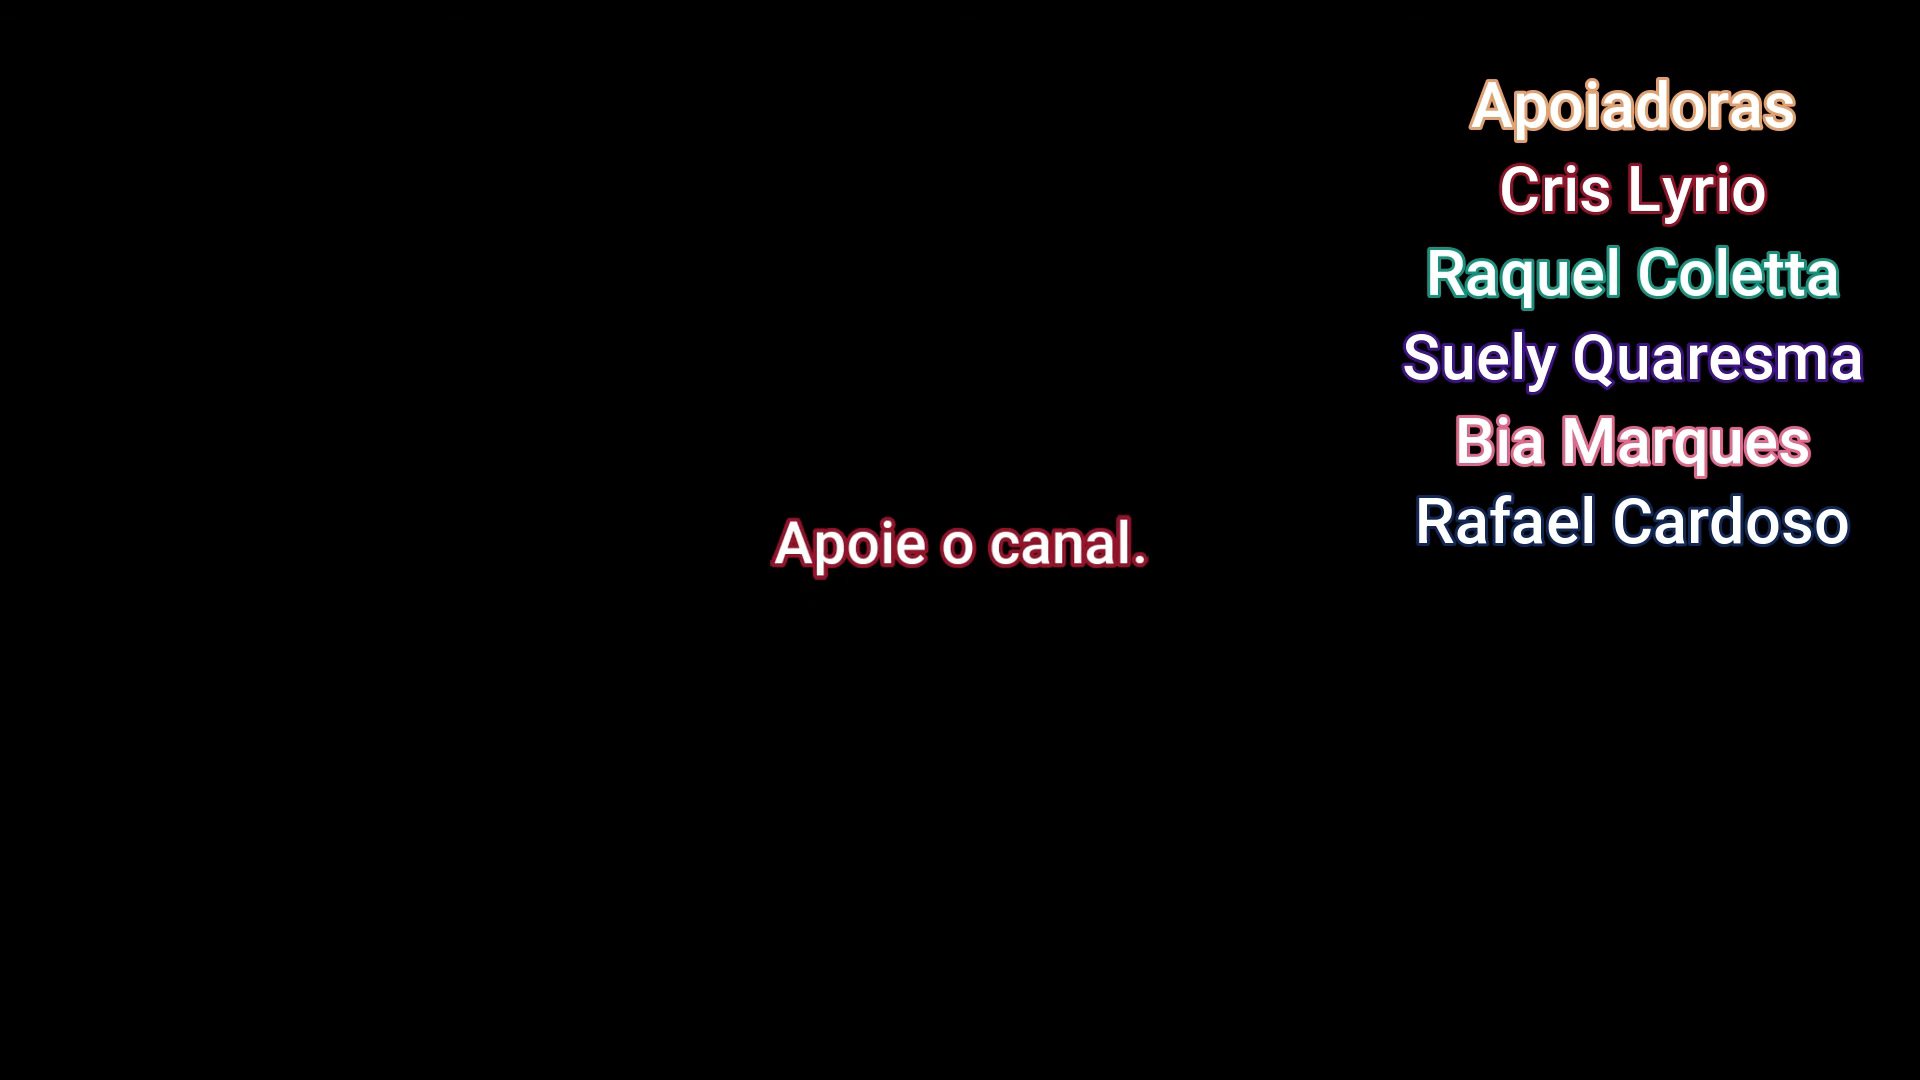 Apoiadoras
Cris Lyrio
Raquel Coletta
Suely Quaresma
Bia Marques
Rafael Cardoso
Apoie o canal.